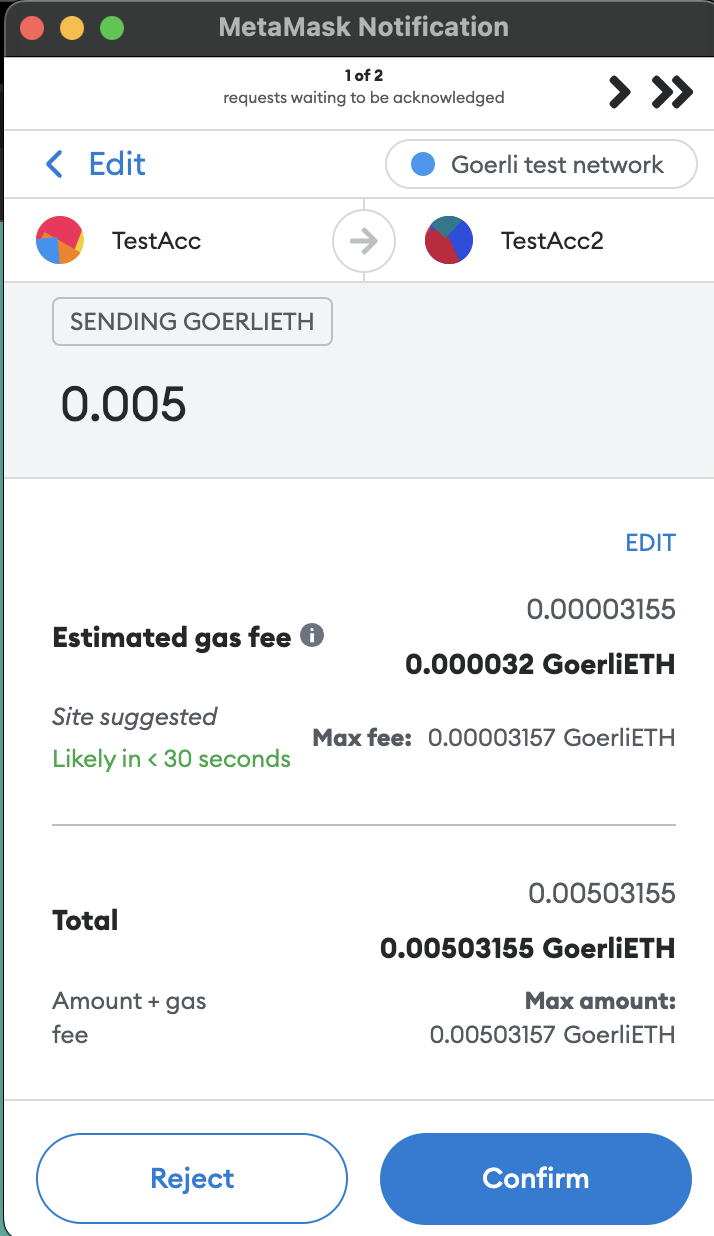 MetaMask Notification
1 of 2
requests waiting to be acknowledged
Edit
Goerli test network
TestAcc
TestAcc2
SENDING GOERLIETH
0.005
EDIT
0.00003155
Estimated gas fee
0.000032 GoerliETH
Site suggested
Max fee: 0.00003157 GoerliETH
Likely in < 30 seconds
0.00503155
Total
0.00503155 GoerliETH
Amount + gas
fee
Max amount:
0.00503157 GoerliETH
Reject
Confirm